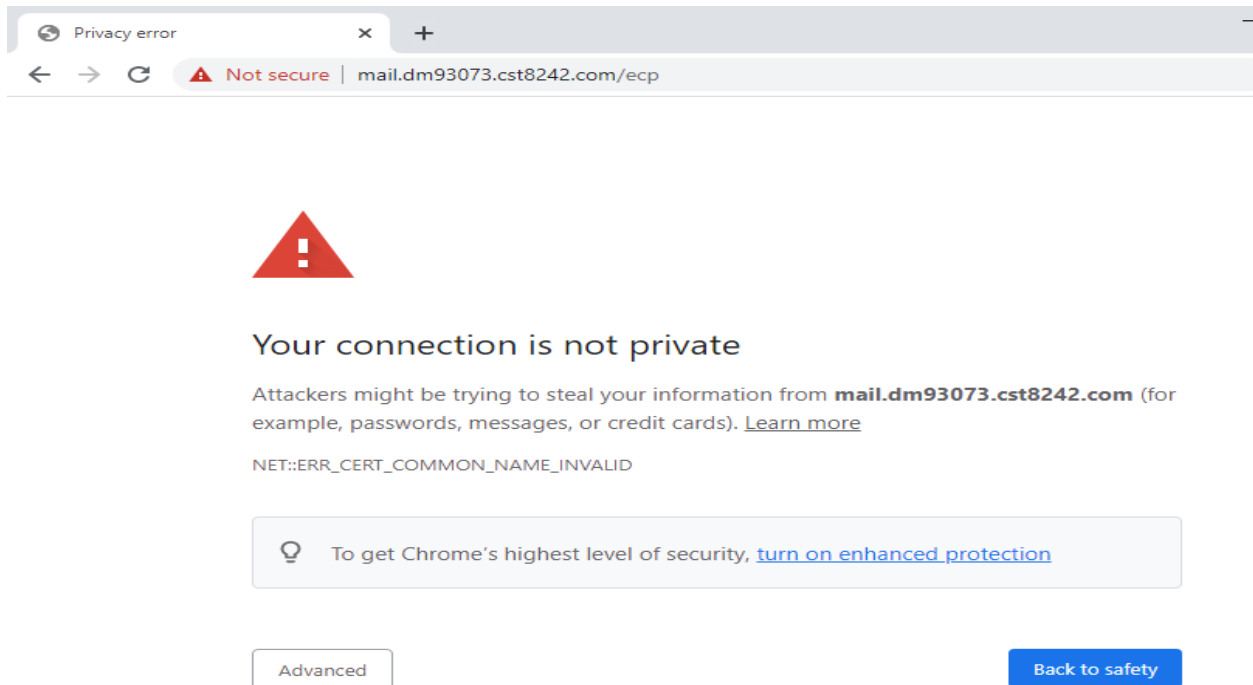 Privacy error
Not secure | mail.dm93073.cst8242.com/ecp
Your connection is not private
Attackers might be trying to steal your information from mail.dm93073.cst8242.com (for
example, passwords, messages, or credit cards). Learn more
NET::ERR_CERT_COMMON_NAME_INVALID
To get Chrome's highest level of security, turn on enhanced protection
Advanced
Back to safety